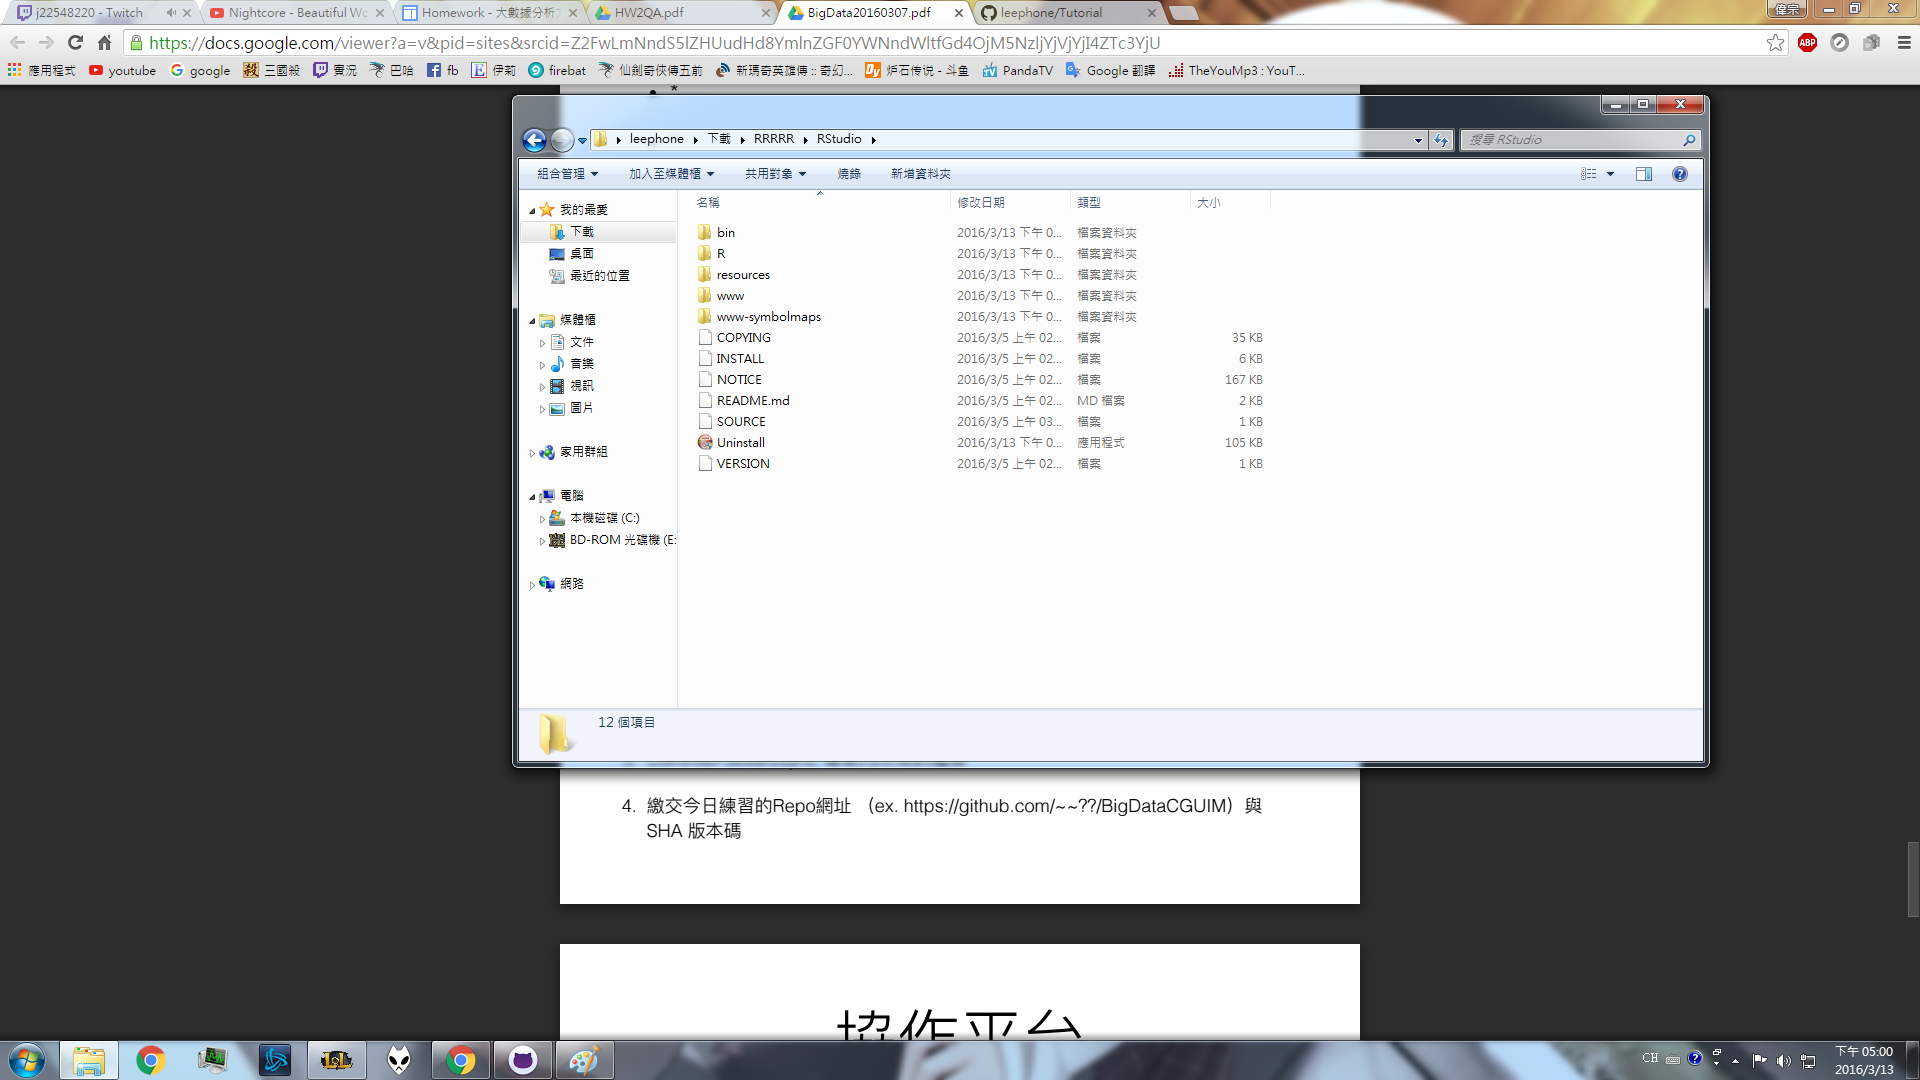 j22548220 - Twitch
Nightcore - Beautiful Wo
Homework - 大數據分析方
HW2QA.pdf
BigData20160307.pdf
leephone/Tutorial
偉宗
https://docs.google.com/viewer?a=v&pid=sites&srcid=Z2FwLmNndS5lZHUudHd8YmlnZGF0YWNndWltfGd4OjM5NzljYjVjYjI4ZTc3YjU
ABP
應用程式
youtube
google
三國殺
實況
巴哈
fb
伊莉
firebat
仙劍奇俠傳五前
新瑪奇英雄傳 :: 奇幻...
炉石传说 - 斗鱼
PandaTV
Google 翻譯
TheYouMp3 : YouT...
• *
leephone
下載
RRRRR
RStudio
搜尋 RStudio
組合管理
加入至媒體櫃
共用對象
燒錄
新增資料夾
我的最愛
下載
桌面
最近的位置
媒體櫃
文件
音樂
視訊
圖片
家用群組
電腦
本機磁碟 (C:)
BD-ROM 光碟機 (E:
網路
名稱 修改日期 類型 大小
bin 2016/3/13 下午 0... 檔案資料夾
R 2016/3/13 下午 0... 檔案資料夾
resources 2016/3/13 下午 0... 檔案資料夾
www 2016/3/13 下午 0... 檔案資料夾
www-symbolmaps 2016/3/13 下午 0... 檔案資料夾
COPYING 2016/3/5 上午 02... 檔案 35 KB
INSTALL 2016/3/5 上午 02... 檔案 6 KB
NOTICE 2016/3/5 上午 02... 檔案 167 KB
README.md 2016/3/5 上午 02... MD 檔案 2 KB
SOURCE 2016/3/5 上午 03... 檔案 1 KB
Uninstall 2016/3/13 下午 0... 應用程式 105 KB
VERSION 2016/3/5 上午 02... 檔案 1 KB
12 個項目
4. 繳交今日練習的Repo網址 （ex. https://github.com/~~??/BigDataCGUIM）與
SHA 版本碼
協作平台
CH
下午 05:00
2016/3/13